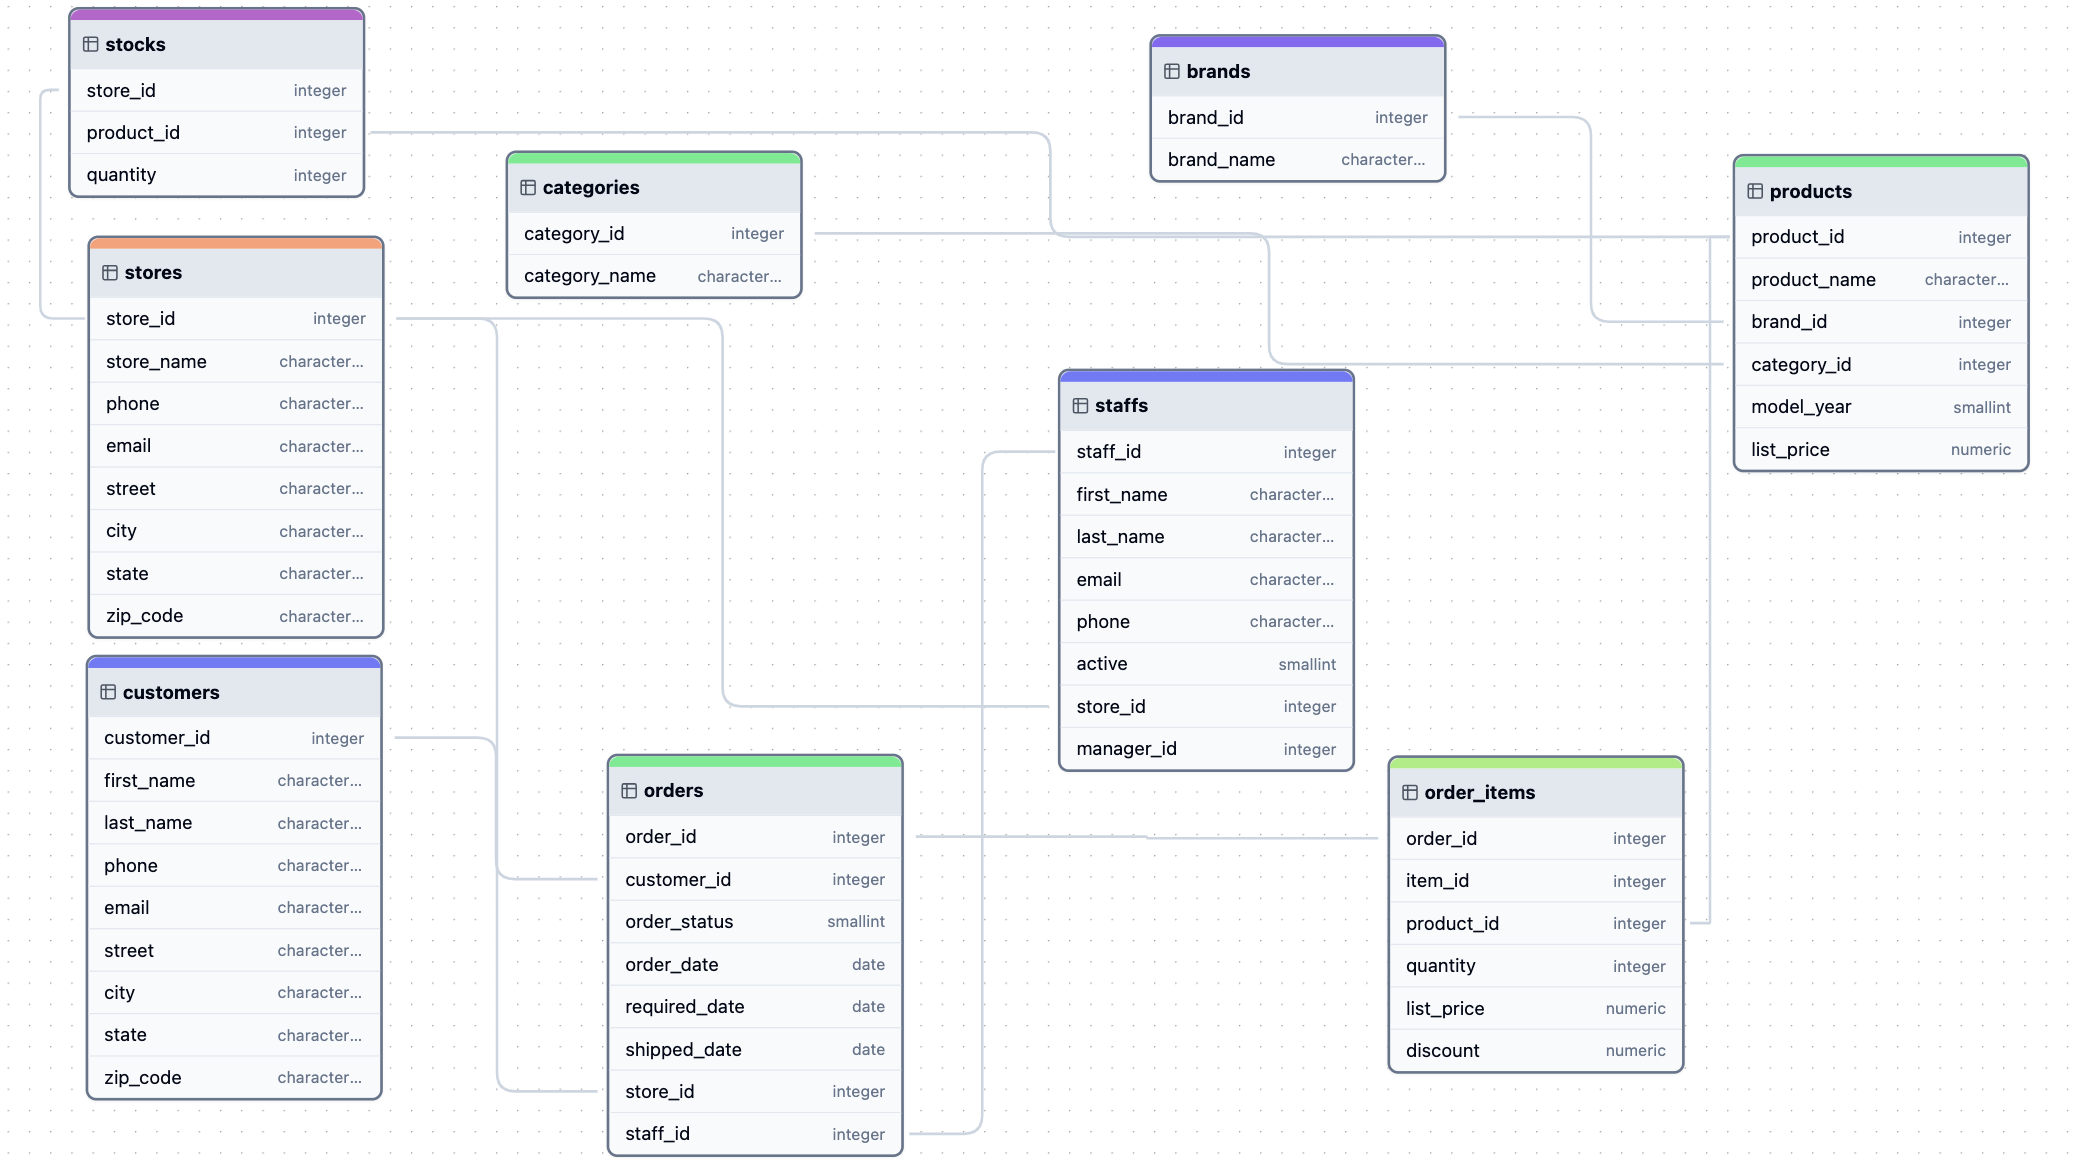 stocks
store_id integer
product_id integer
quantity integer
stores
store_id integer
store_name character...
phone character...
email character...
street character...
city character...
state character...
zip_code character...
customers
customer_id integer
first_name character...
last_name character...
phone character...
email character...
street character...
city character...
state character...
zip_code character...
categories
category_id integer
category_name character...
orders
order_id integer
customer_id integer
order_status smallint
order_date date
required_date date
shipped_date date
store_id integer
staff_id integer
brands
brand_id integer
brand_name character...
staffs
staff_id integer
first_name character...
last_name character...
email character...
phone character...
active smallint
store_id integer
manager_id integer
order_items
order_id integer
item_id integer
product_id integer
quantity integer
list_price numeric
discount numeric
products
product_id integer
product_name character...
brand_id integer
category_id integer
model_year smallint
list_price numeric